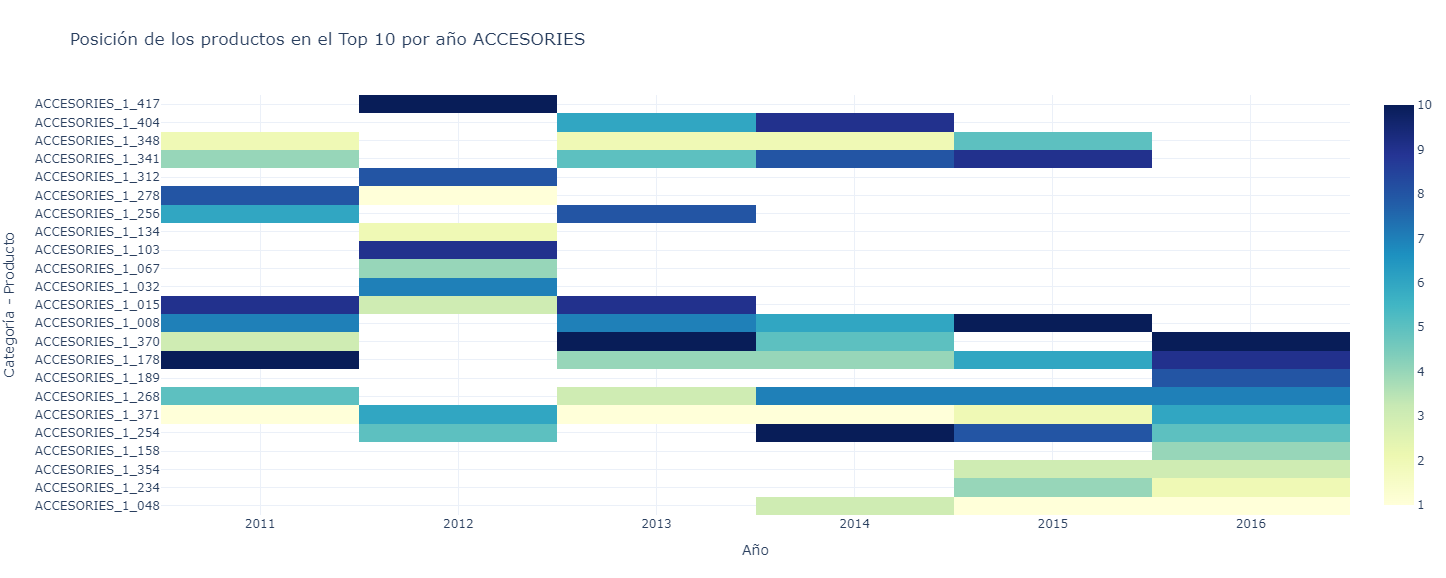 Posición de los productos en el Top 10 por año ACCESORIES
Categoría - Producto
ACCESORIES_1_417
ACCESORIES_1_404
ACCESORIES_1_348
ACCESORIES_1_341
ACCESORIES_1_312
ACCESORIES_1_278
ACCESORIES_1_256
ACCESORIES_1_134
ACCESORIES_1_103
ACCESORIES_1_067
ACCESORIES_1_032
ACCESORIES_1_015
ACCESORIES_1_008
ACCESORIES_1_370
ACCESORIES_1_178
ACCESORIES_1_189
ACCESORIES_1_268
ACCESORIES_1_371
ACCESORIES_1_254
ACCESORIES_1_158
ACCESORIES_1_354
ACCESORIES_1_234
ACCESORIES_1_048
2011 2012 2013 2014 2015 2016
Año
10
9
8
7
6
5
4
3
2
1